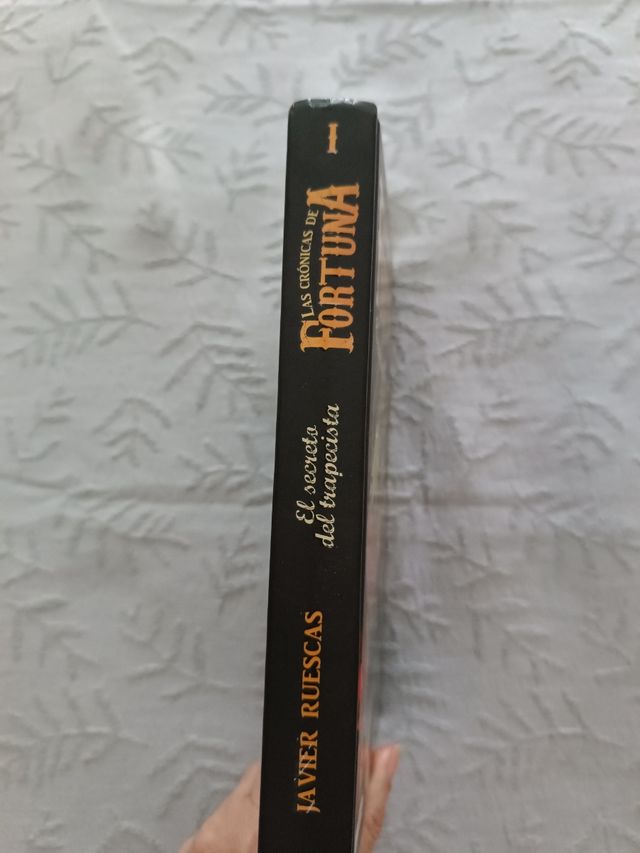 JAVIER RUESCAS
El secreto
del trapecista
LAS CRÓNICAS DE
FORTUNA
I